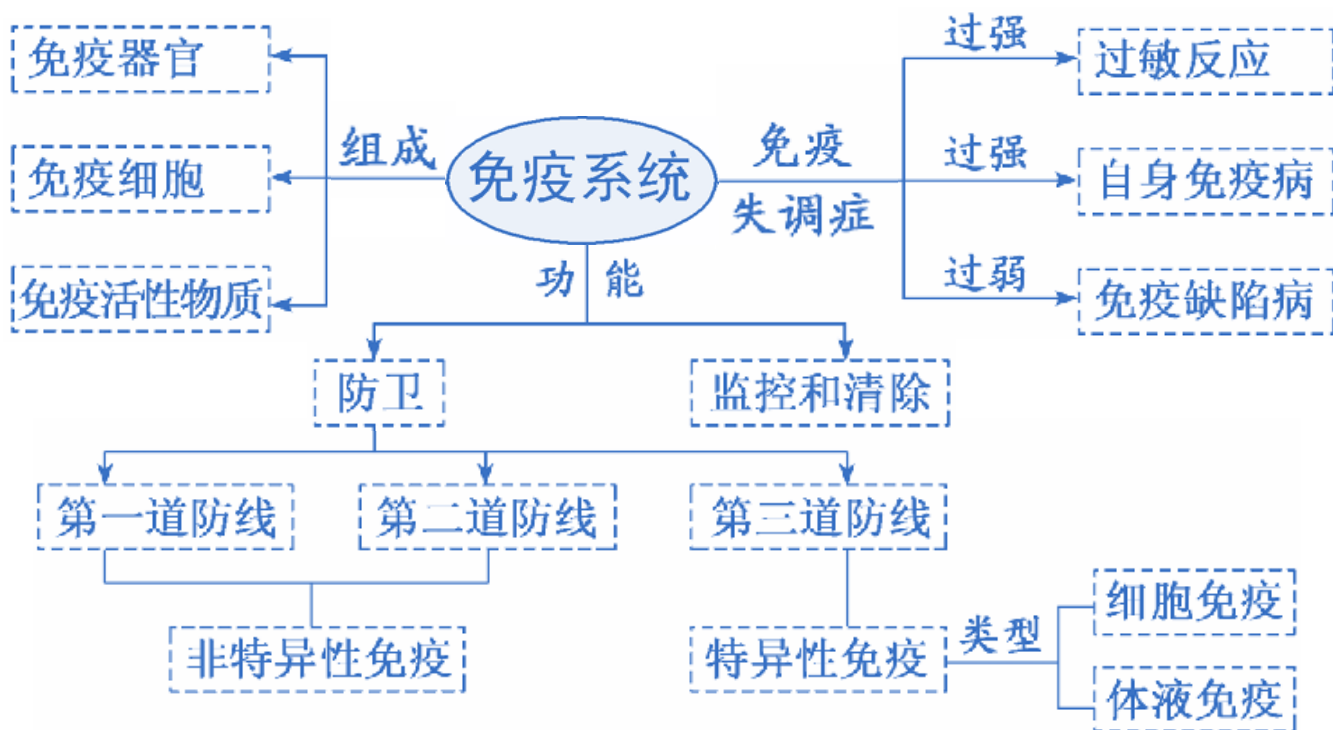 免疫器官
免疫细胞
免疫活性物质
组成
免疫系统
免疫
失调症
过强
过敏反应
过强
自身免疫病
过弱
免疫缺陷病
功能
防卫
监控和清除
第一道防线
第二道防线
第三道防线
非特异性免疫
特异性免疫
类型
细胞免疫
体液免疫